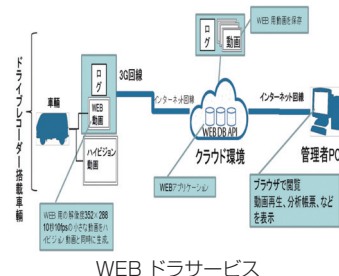 ドライブレコーダー搭載車輌
車輌
ログ
WEB
動画
ハイビジョン
動画
WEB 用の解像度352×288
10秒10fpsの小さな動画をハ
イビジョン動画と同時に生成。
3G回線
ログ
動画
WEB 用動画を保存
インターネット回線
WEB DB API
クラウド環境
WEBアプリケーション
インターネット回線
管理者PC
ブラウザで閲覧
動画再生、分析帳票、など
を表示
WEB ドラサービス